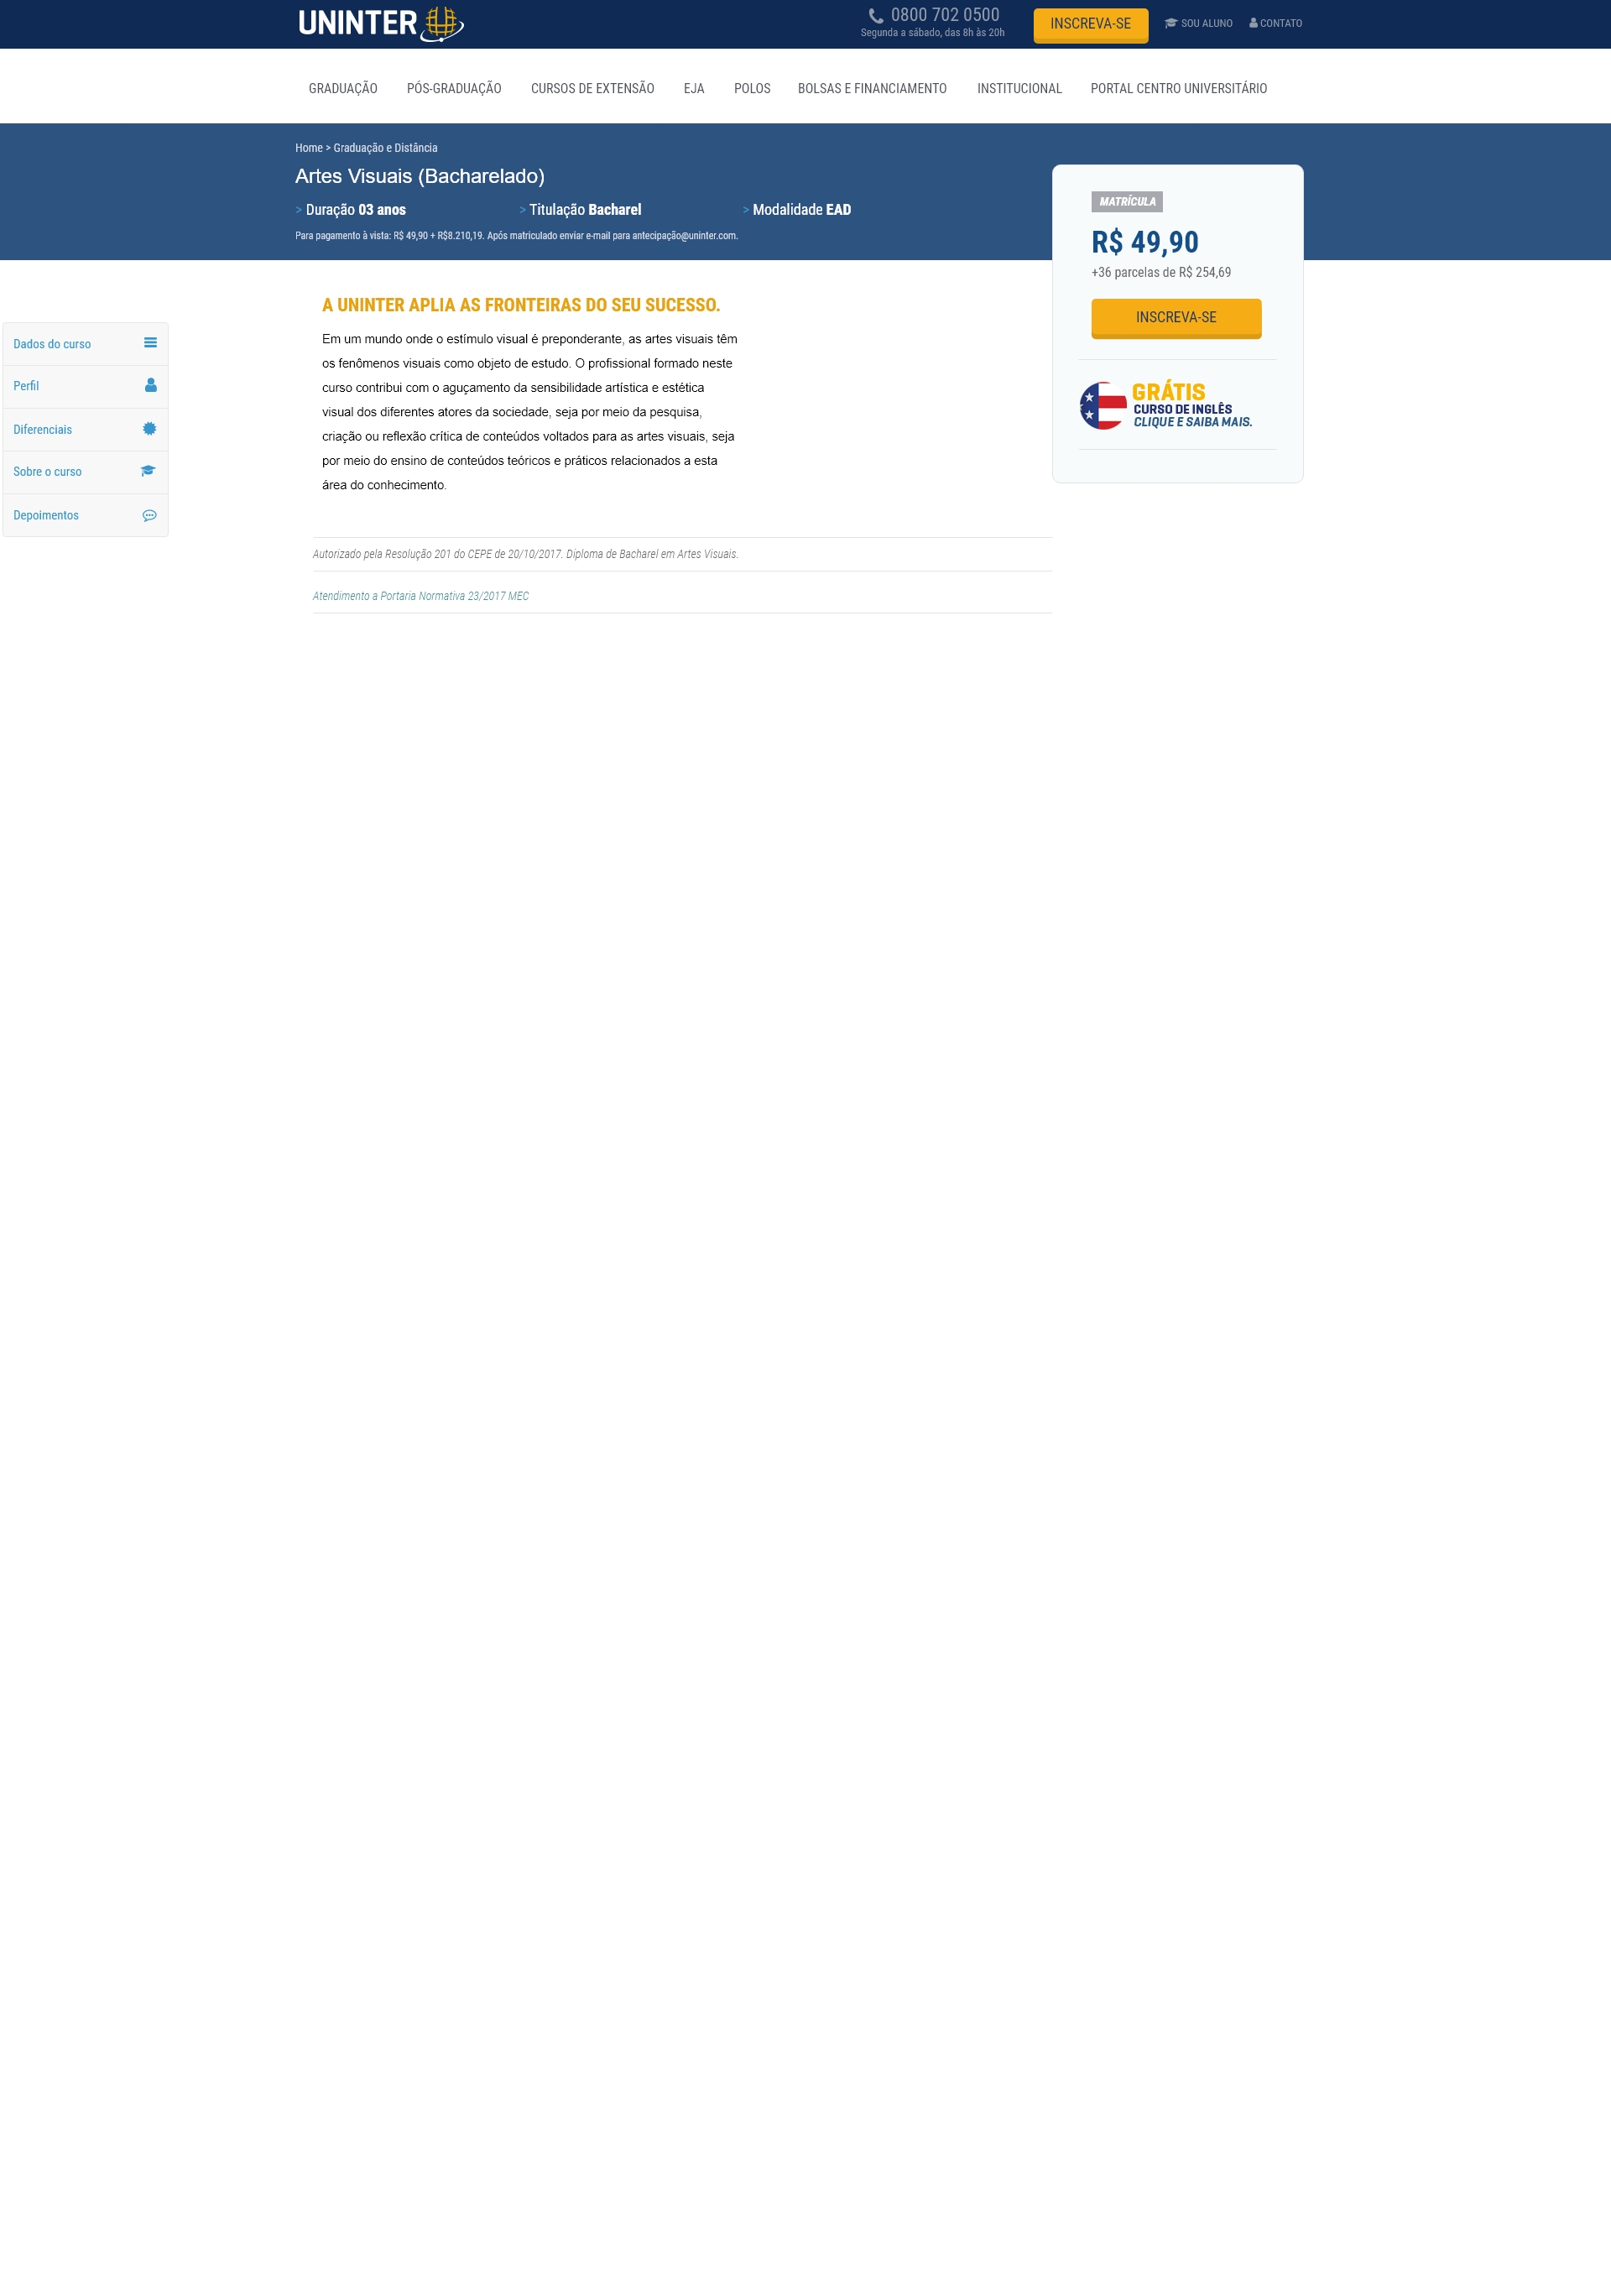 UNINTER
0800 702 0500
Segunda a sábado, das 8h às 20h
INSCREVA-SE
SOU ALUNO
CONTATO
GRADUAÇÃO PÓS-GRADUAÇÃO CURSOS DE EXTENSÃO EJA POLOS BOLSAS E FINANCIAMENTO INSTITUCIONAL PORTAL CENTRO UNIVERSITÁRIO
Home > Graduação e Distância
Artes Visuais (Bacharelado)
> Duração 03 anos > Titulação Bacharel > Modalidade EAD
Para pagamento à vista: R$ 49,90 + R$8.210,19. Após matriculado enviar e-mail para antecipação@uninter.com.
MATRÍCULA
R$ 49,90
+36 parcelas de R$ 254,69
INSCREVA-SE
GRÁTIS
CURSO DE INGLÊS
CLIQUE E SAIBA MAIS.
Dados do curso
Perfil
Diferenciais
Sobre o curso
Depoimentos
A UNINTER APLIA AS FRONTEIRAS DO SEU SUCESSO.
Em um mundo onde o estímulo visual é preponderante, as artes visuais têm
os fenômenos visuais como objeto de estudo. O profissional formado neste
curso contribui com o aguçamento da sensibilidade artística e estética
visual dos diferentes atores da sociedade, seja por meio da pesquisa,
criação ou reflexão crítica de conteúdos voltados para as artes visuais, seja
por meio do ensino de conteúdos teóricos e práticos relacionados a esta
área do conhecimento.
Autorizado pela Resolução 201 do CEPE de 20/10/2017. Diploma de Bacharel em Artes Visuais.
Atendimento a Portaria Normativa 23/2017 MEC